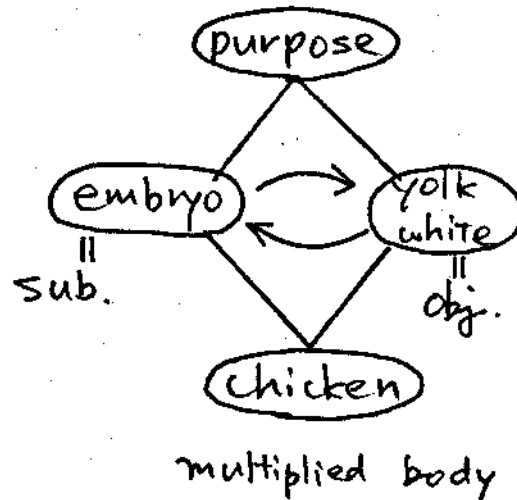 purpose
embryo
yolk
white
||
sub.
||
obj.
chicken
multiplied body